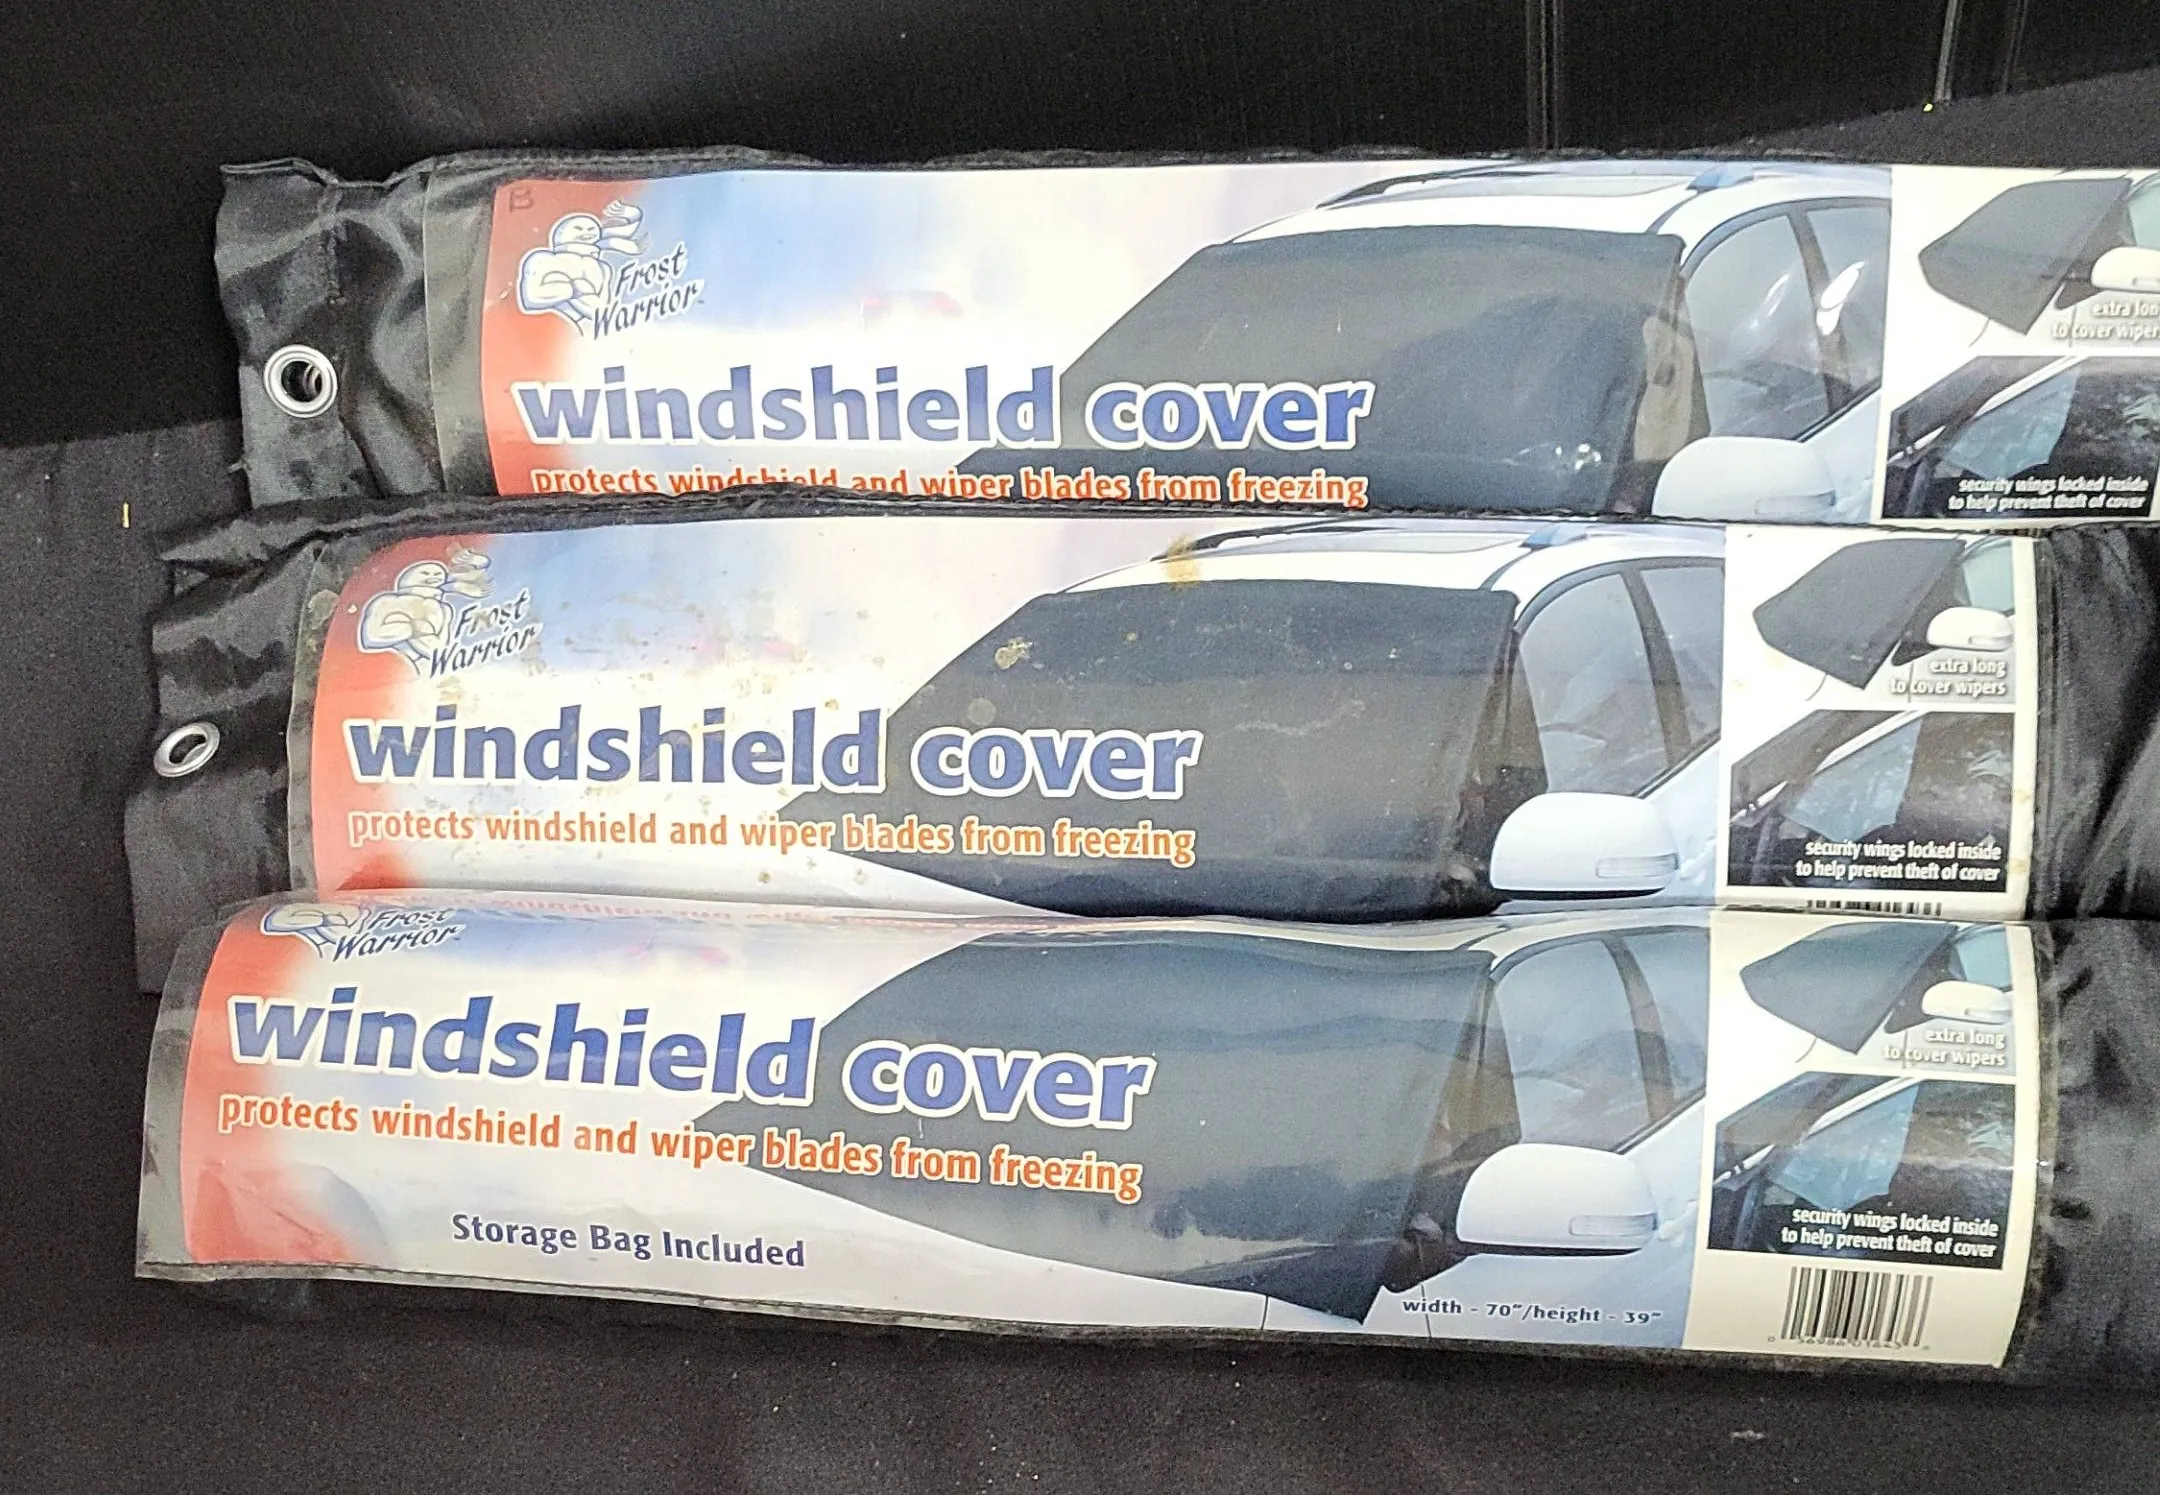 Frost
Warrior
windshield cover
protects windshield and wiper blades from freezing
extra lon
to cover wiper
security wings locked inside
to help prevent theft of cover
Frost
Warrior
windshield cover
protects windshield and wiper blades from freezing
extra long
to cover wipers
security wings locked inside
to help prevent theft of cover
Frost
Warrior
windshield cover
protects windshield and wiper blades from freezing
Storage Bag Included
width - 70"/height - 39"
extra long
to cover wipers
security wings locked inside
to help prevent theft of cover